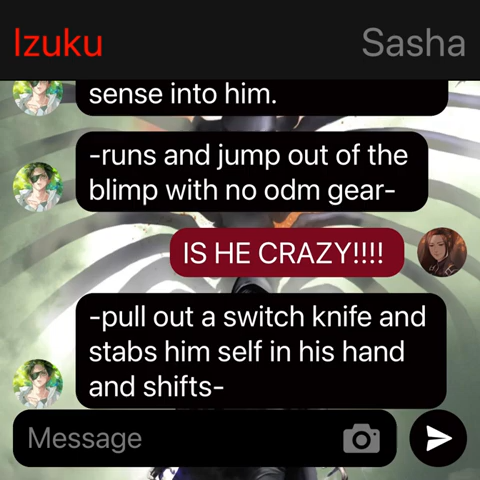 Izuku Sasha
sense into him.
-runs and jump out of the
blimp with no odm gear-
IS HE CRAZY!!!!
-pull out a switch knife and
stabs him self in his hand
and shifts-
Message